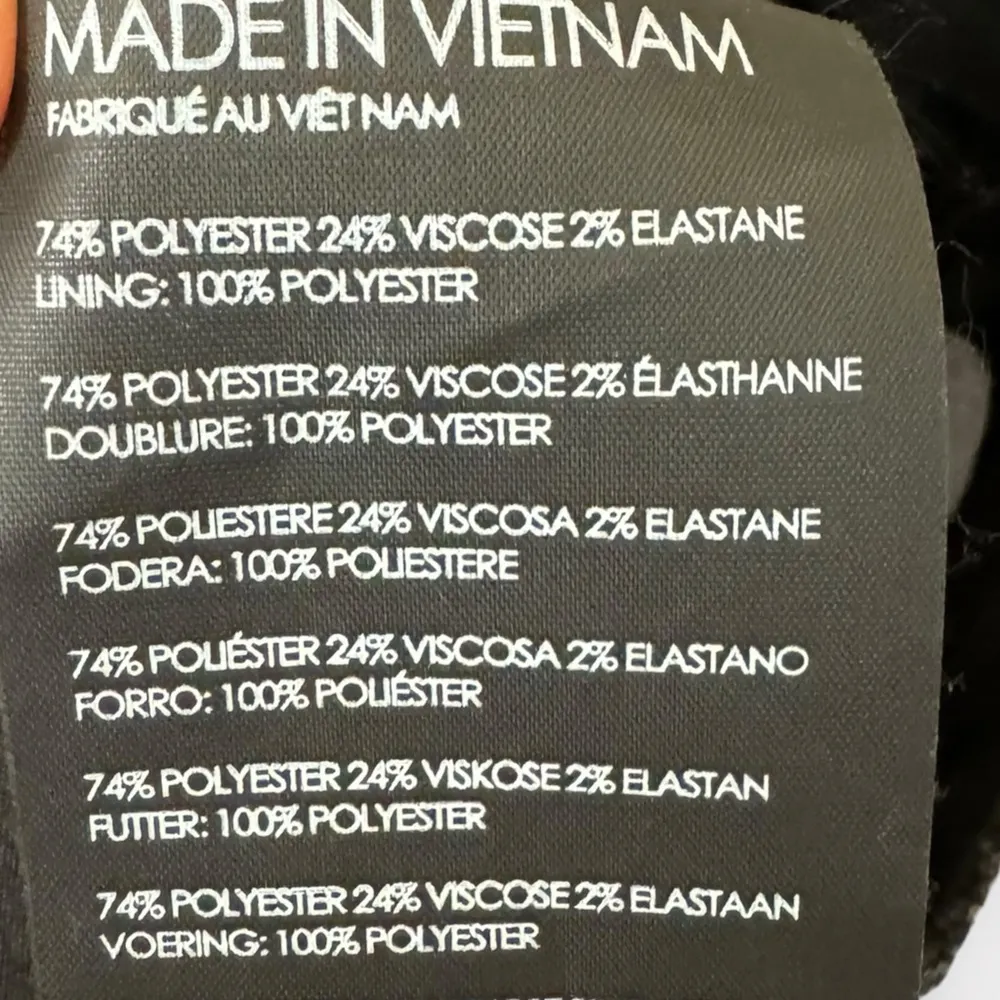 MADE IN VIETNAM
FABRIQUÉ AU VIÊT NAM
74% POLYESTER 24% VISCOSE 2% ELASTANE
LINING: 100% POLYESTER
74% POLYESTER 24% VISCOSE 2% ÉLASTHANNE
DOUBLURE: 100% POLYESTER
74% POLIESTERE 24% VISCOSA 2% ELASTANE
FODERA: 100% POLIESTERE
74% POLIÉSTER 24% VISCOSA 2% ELASTANO
FORRO: 100% POLIÉSTER
74% POLYESTER 24% VISKOSE 2% ELASTAN
FUTTER: 100% POLYESTER
74% POLYESTER 24% VISCOSE 2% ELASTAAN
VOERING: 100% POLYESTER